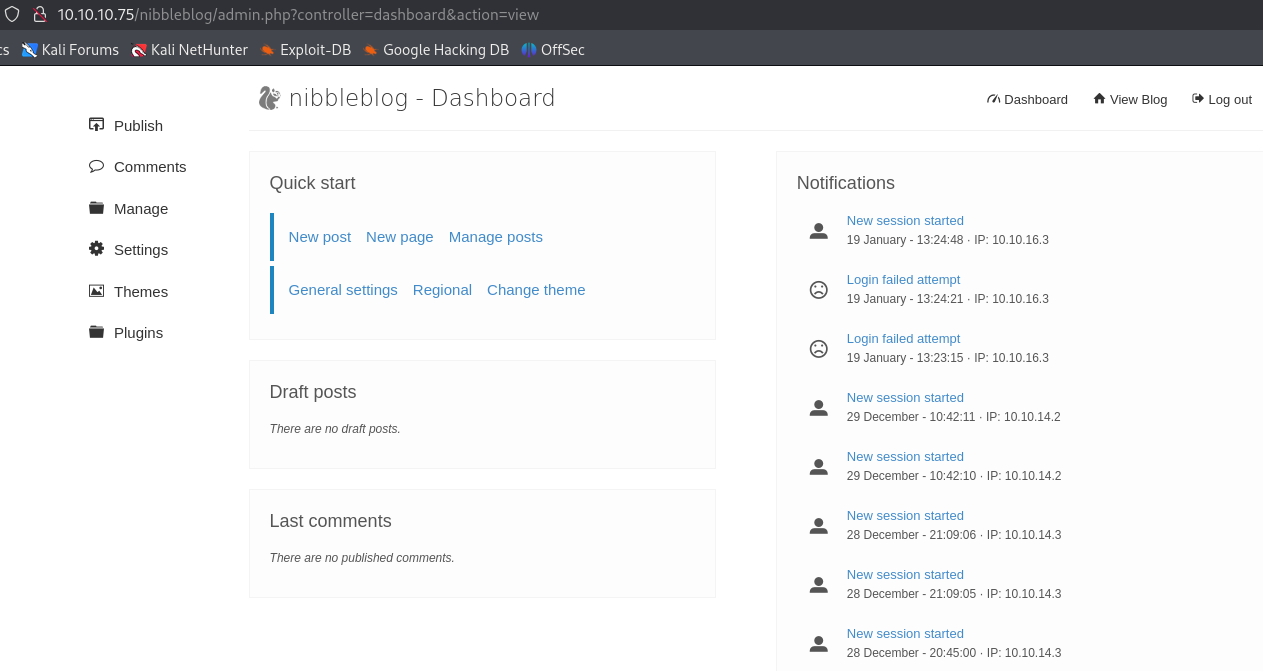 10.10.10.75/nibbleblog/admin.php?controller=dashboard&action=view
cs Kali Forums Kali NetHunter Exploit-DB Google Hacking DB OffSec
nibbleblog - Dashboard
Dashboard View Blog Log out
Publish
Comments
Manage
Settings
Themes
Plugins
Quick start
New post New page Manage posts
General settings Regional Change theme
Draft posts
There are no draft posts.
Last comments
There are no published comments.
Notifications
New session started
19 January - 13:24:48 · IP: 10.10.16.3
Login failed attempt
19 January - 13:24:21 · IP: 10.10.16.3
Login failed attempt
19 January - 13:23:15 · IP: 10.10.16.3
New session started
29 December - 10:42:11 · IP: 10.10.14.2
New session started
29 December - 10:42:10 · IP: 10.10.14.2
New session started
28 December - 21:09:06 · IP: 10.10.14.3
New session started
28 December - 21:09:05 · IP: 10.10.14.3
New session started
28 December - 20:45:00 · IP: 10.10.14.3